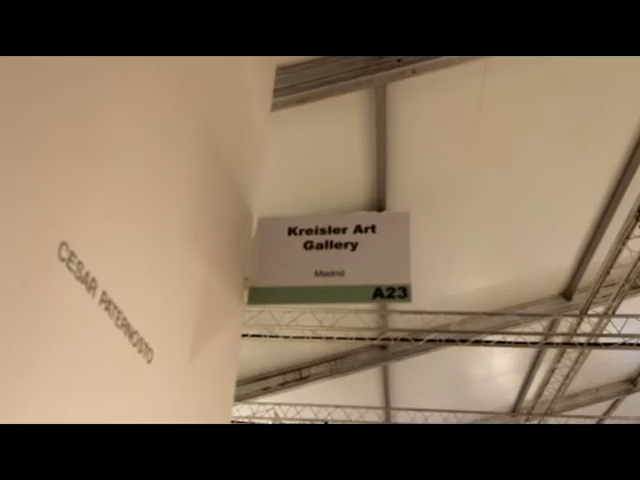 CESAR PATERNOSTO
Kreisler Art
Gallery
Madrid
A23